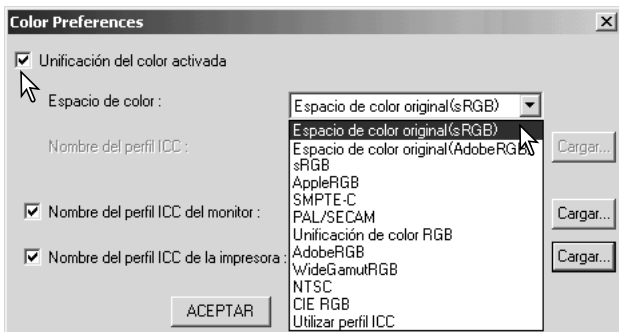 Color Preferences
Unificación del color activada
Espacio de color :
Espacio de color original(sRGB)
Espacio de color original(sRGB)
Espacio de color original(AdobeRGB
sRGB
AppleRGB
SMPTE-C
PAL/SECAM
Unificación de color RGB
AdobeRGB
WideGamutRGB
NTSC
CIE RGB
Utilizar perfil ICC
Nombre del perfil ICC :
Cargar...
Nombre del perfil ICC del monitor :
Cargar...
Nombre del perfil ICC de la impresora :
Cargar...
ACEPTAR